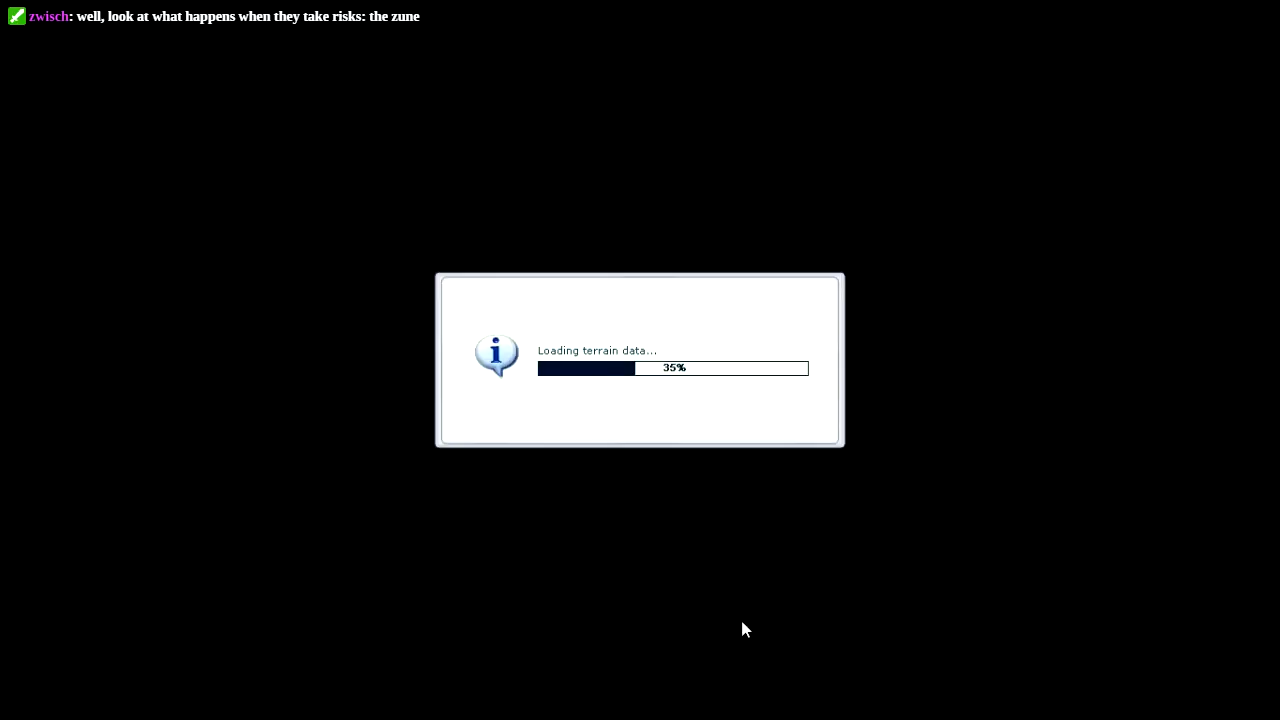 zwisch: well, look at what happens when they take risks: the zune
Loading terrain data...
35%